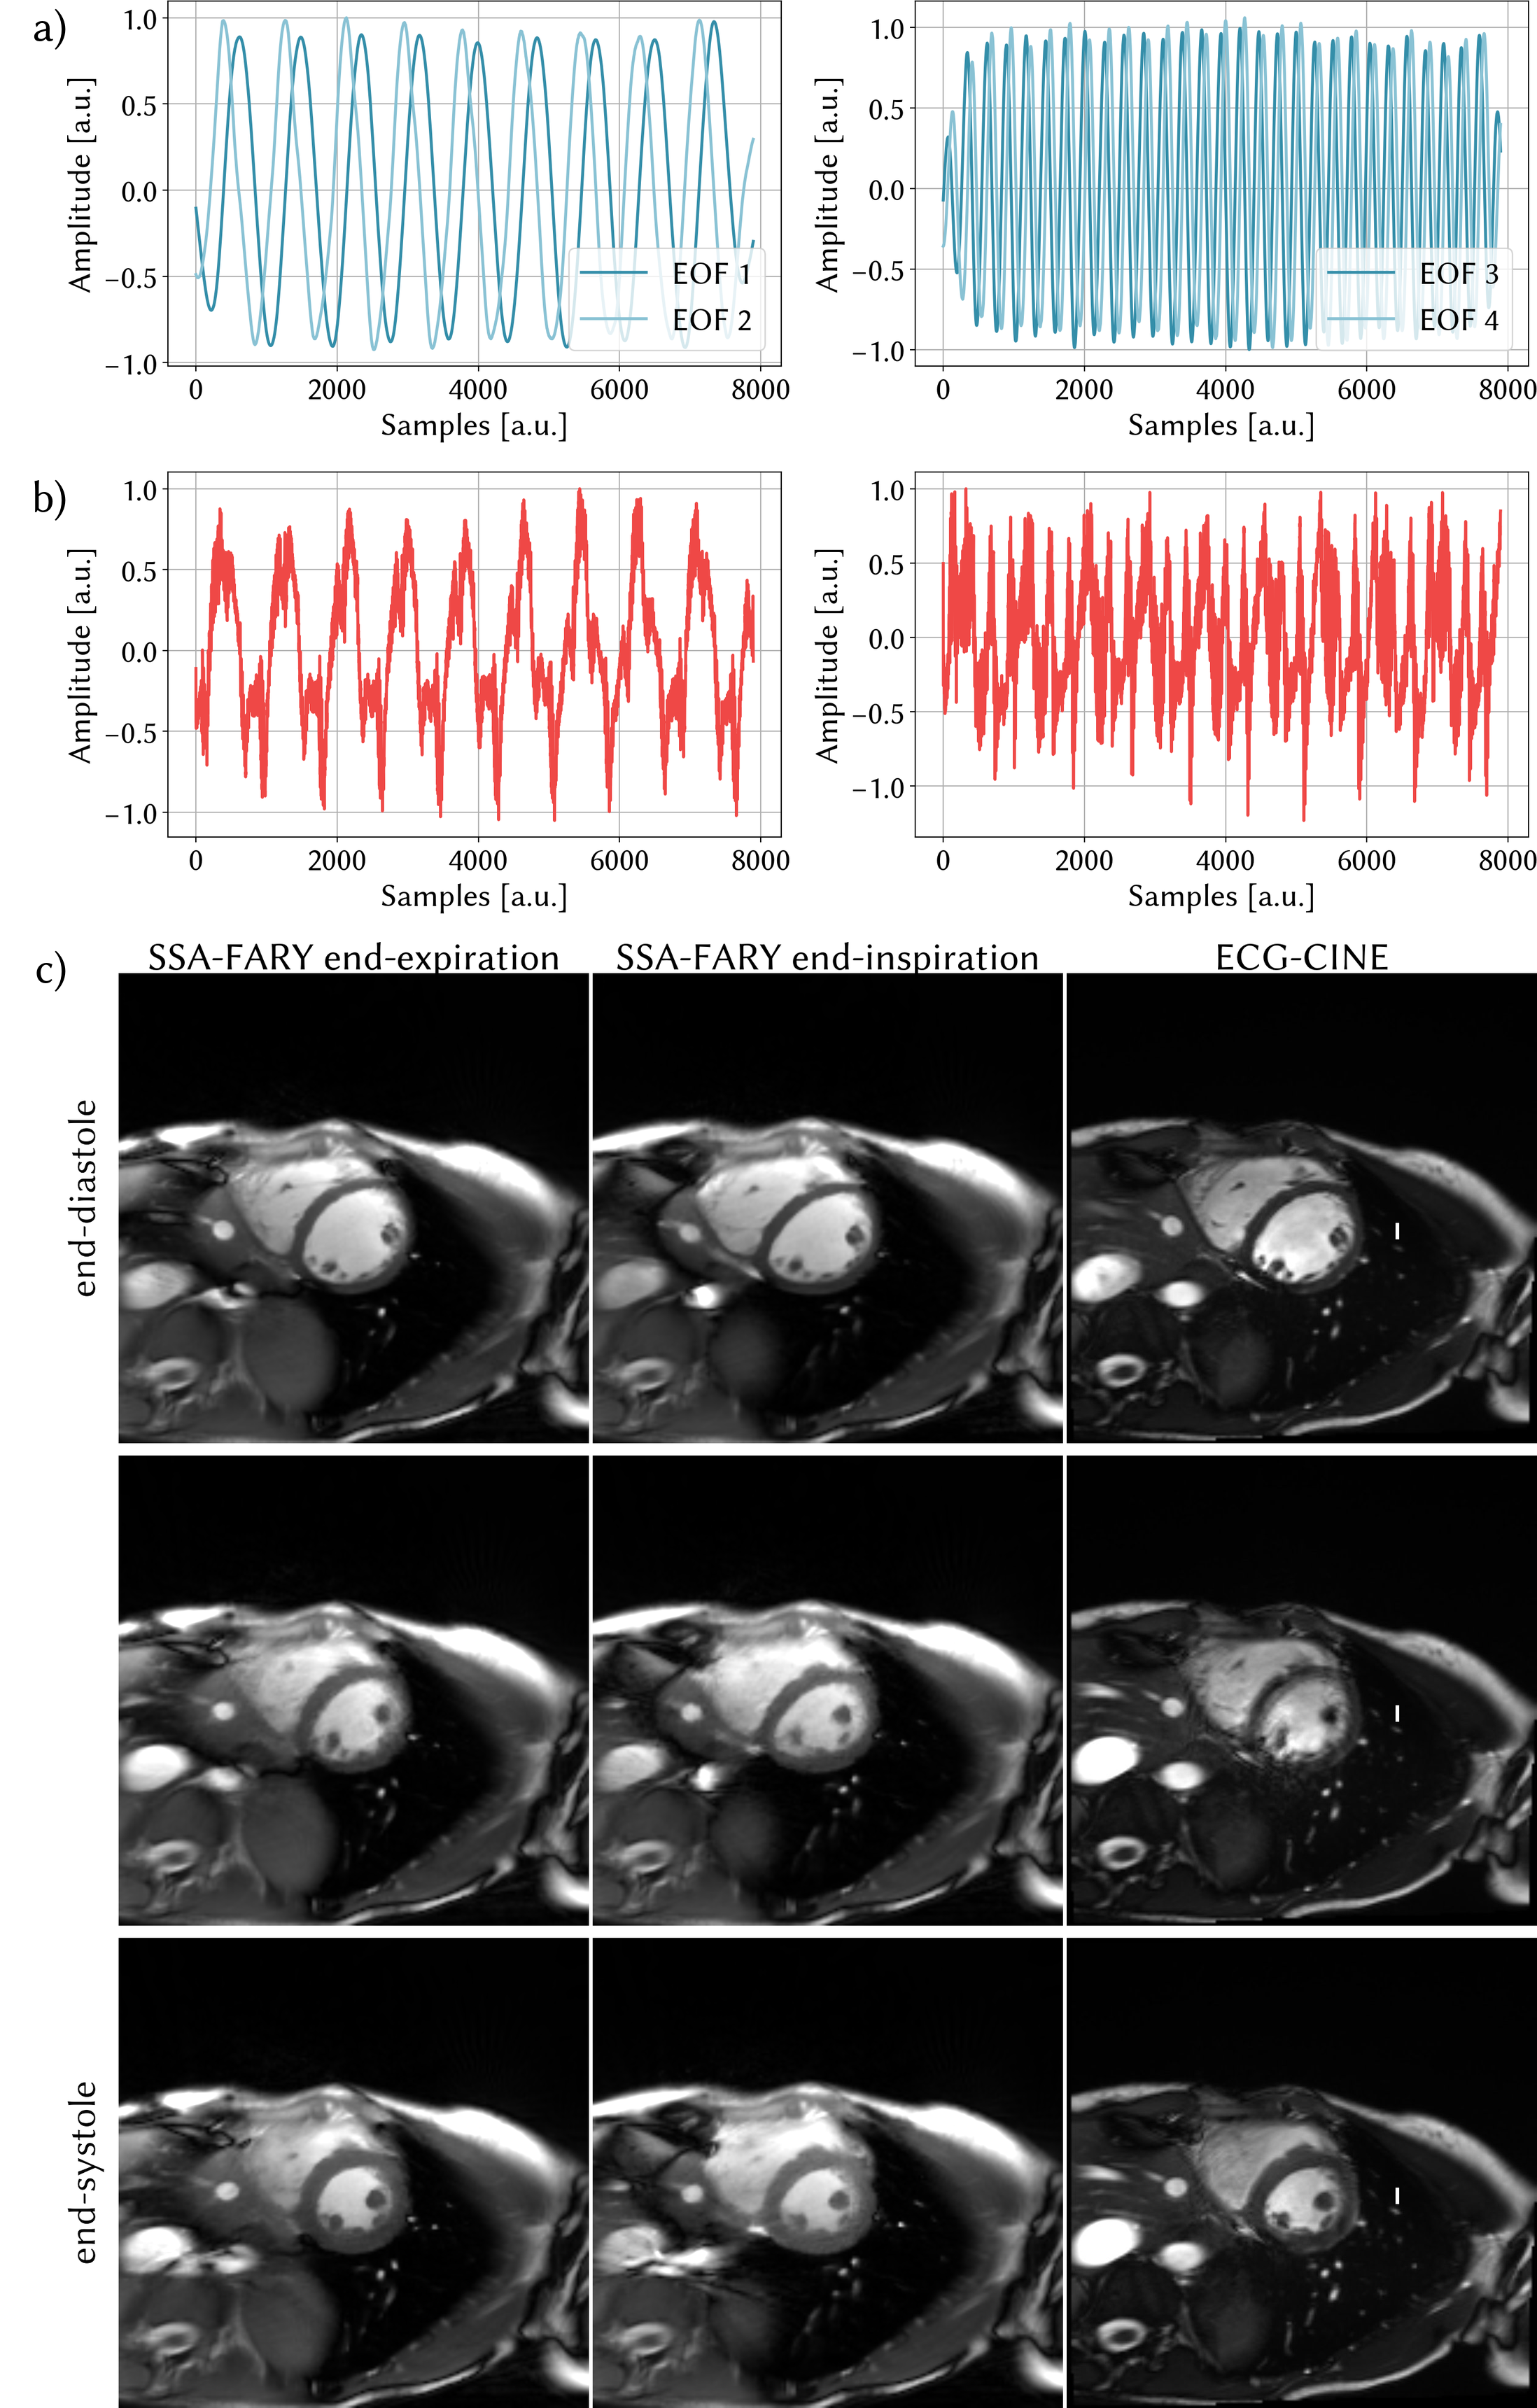 a)
1.0
0.5
0.0
−0.5
−1.0
Amplitude [a.u.]
EOF 1
EOF 2
0 2000 4000 6000 8000
Samples [a.u.]
1.0
0.5
0.0
−0.5
−1.0
Amplitude [a.u.]
EOF 3
EOF 4
0 2000 4000 6000 8000
Samples [a.u.]
b)
1.0
0.5
0.0
−0.5
−1.0
Amplitude [a.u.]
0 2000 4000 6000 8000
Samples [a.u.]
1.0
0.5
0.0
−0.5
−1.0
Amplitude [a.u.]
0 2000 4000 6000 8000
Samples [a.u.]
c)
SSA-FARY end-expiration
SSA-FARY end-inspiration
ECG-CINE
end-diastole
end-systole